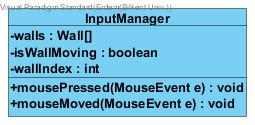 Visual Paradigm Standard(Erdem(Bilkent Univ.))
InputManager
-walls : Wall[]
-isWallMoving : boolean
-wallIndex : int
+mousePressed(MouseEvent e) : void
+mouseMoved(MouseEvent e) : void